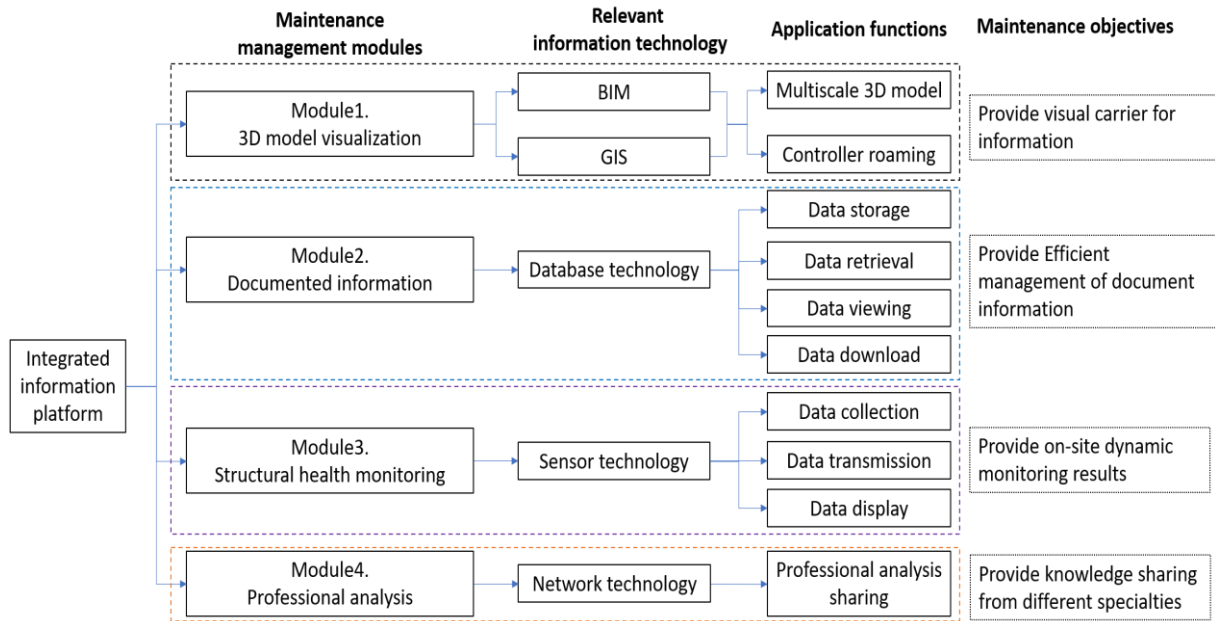 Maintenance
management modules
Relevant
information technology
Application functions
Maintenance objectives
Module1.
3D model visualization
BIM
GIS
Multiscale 3D model
Controller roaming
Provide visual carrier for
information
Module2.
Documented information
Database technology
Data storage
Data retrieval
Data viewing
Data download
Provide Efficient
management of document
information
Integrated
information
platform
Module3.
Structural health monitoring
Sensor technology
Data collection
Data transmission
Data display
Provide on-site dynamic
monitoring results
Module4.
Professional analysis
Network technology
Professional analysis
sharing
Provide knowledge sharing
from different specialties